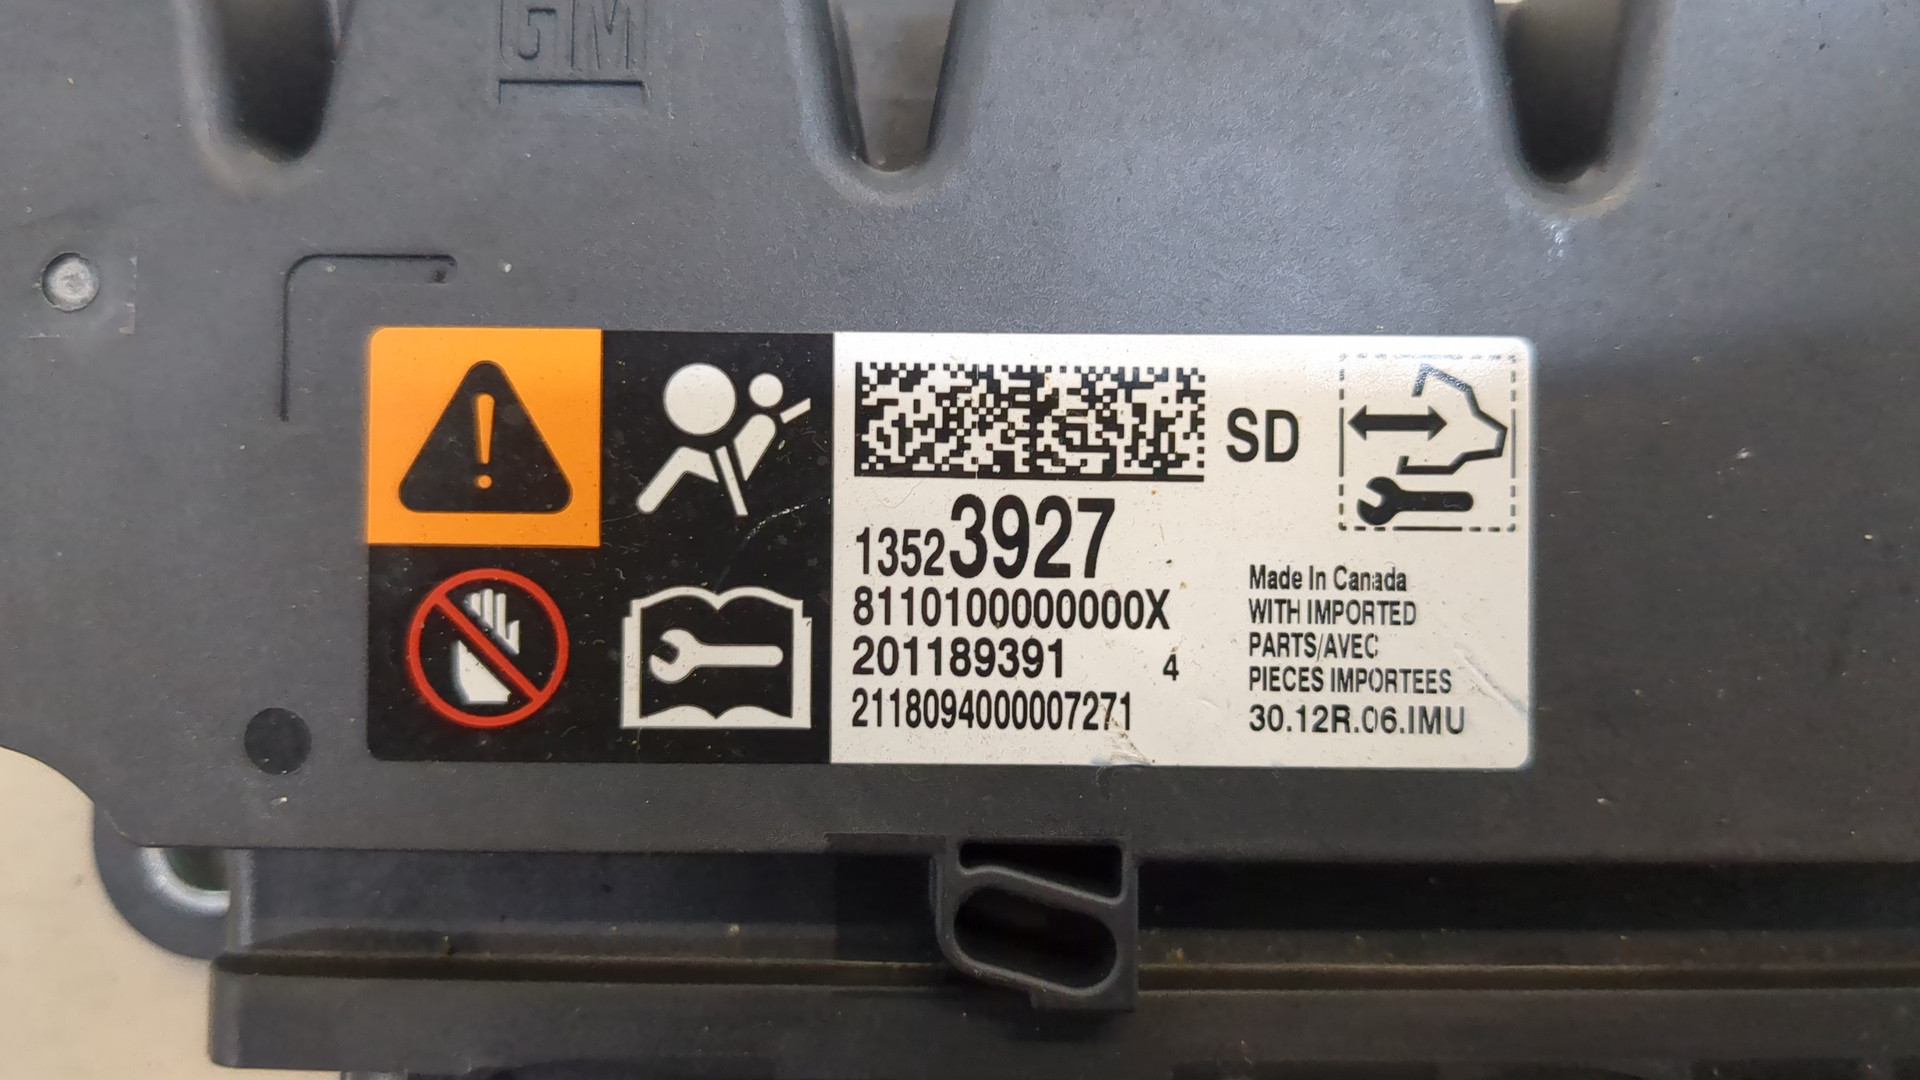 GM
SD
13523927
8110100000000X
201189391 4
2118094000007271
Made In Canada
WITH IMPORTED
PARTS/AVEC
PIECES IMPORTEES
30.12R.06.IMU